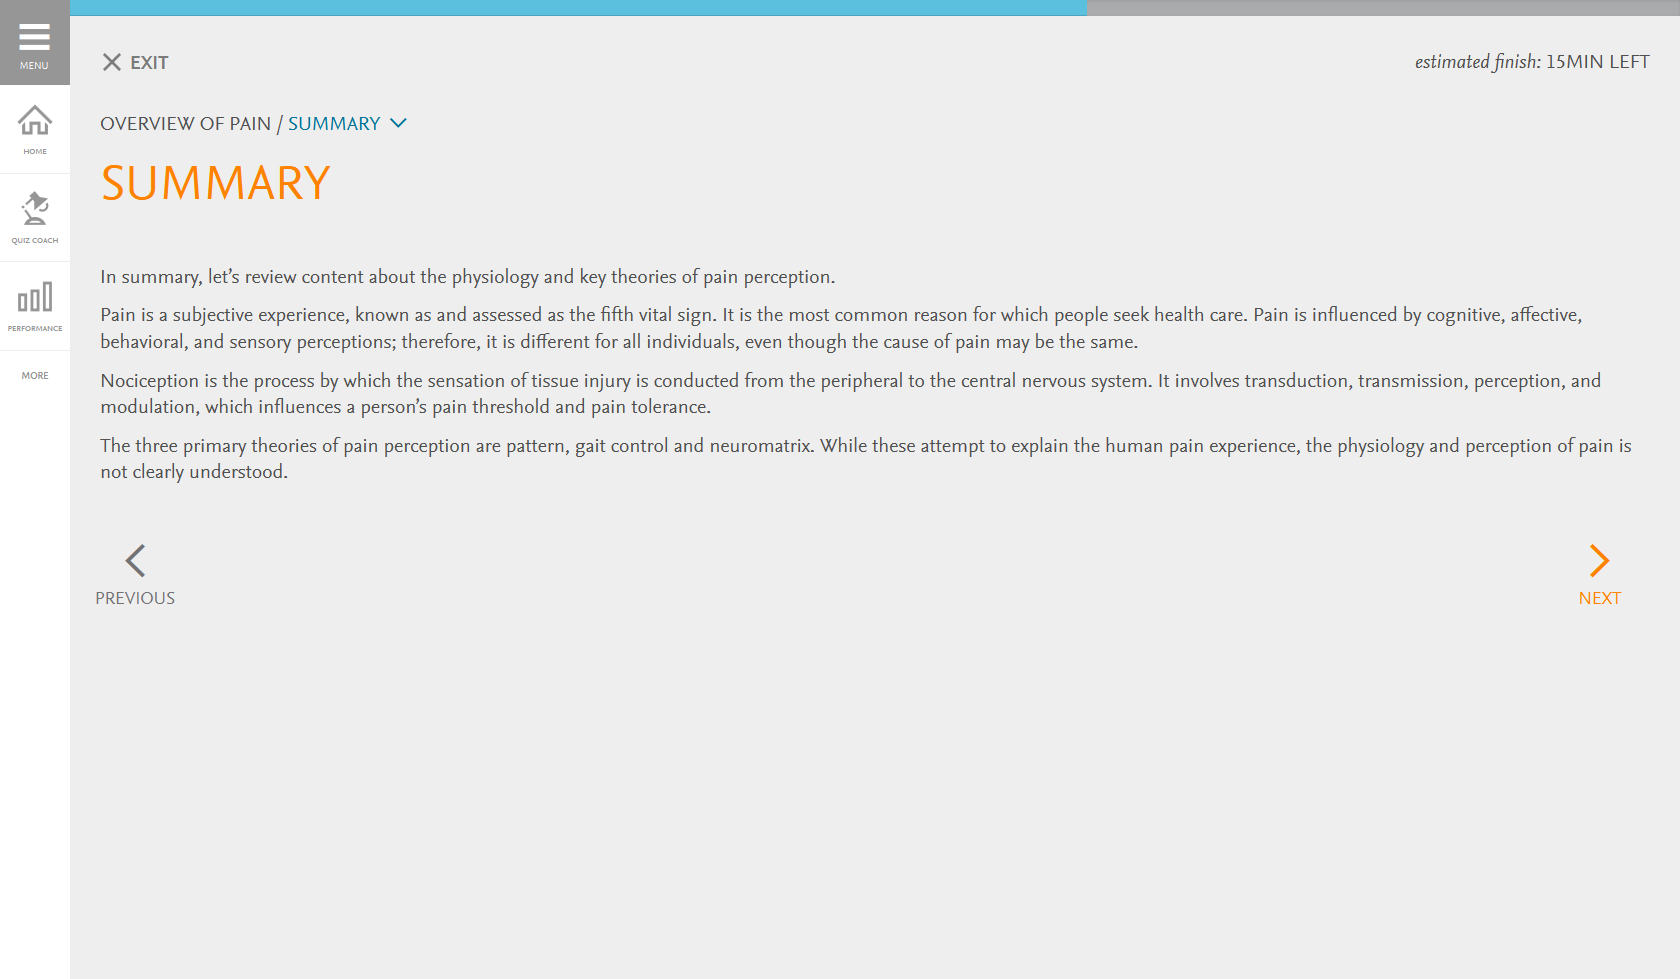 MENU
EXIT
estimated finish: 15MIN LEFT
HOME
QUIZ COACH
PERFORMANCE
MORE
OVERVIEW OF PAIN / SUMMARY
SUMMARY
In summary, let’s review content about the physiology and key theories of pain perception.
Pain is a subjective experience, known as and assessed as the fifth vital sign. It is the most common reason for which people seek health care. Pain is influenced by cognitive, affective,
behavioral, and sensory perceptions; therefore, it is different for all individuals, even though the cause of pain may be the same.
Nociception is the process by which the sensation of tissue injury is conducted from the peripheral to the central nervous system. It involves transduction, transmission, perception, and
modulation, which influences a person’s pain threshold and pain tolerance.
The three primary theories of pain perception are pattern, gait control and neuromatrix. While these attempt to explain the human pain experience, the physiology and perception of pain is
not clearly understood.
PREVIOUS
NEXT